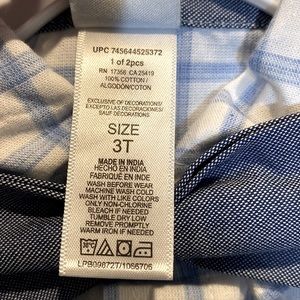 UPC 745644525372
1 of 2pcs
RN 17356 CA 25419
100% COTTON /
ALGODÓN/COTON
EXCLUSIVE OF DECORATIONS/
EXCEPTO LAS DECORACIONES/
SAUF DÉCORATIONS
SIZE
3T
MADE IN INDIA
HECHO EN INDIA
FABRIQUÉ EN INDE
WASH BEFORE WEAR
MACHINE WASH COLD
WASH WITH LIKE COLORS
ONLY NON-CHLORINE
BLEACH IF NEEDED
TUMBLE DRY LOW
REMOVE PROMPTLY
WARM IRON IF NEEDED